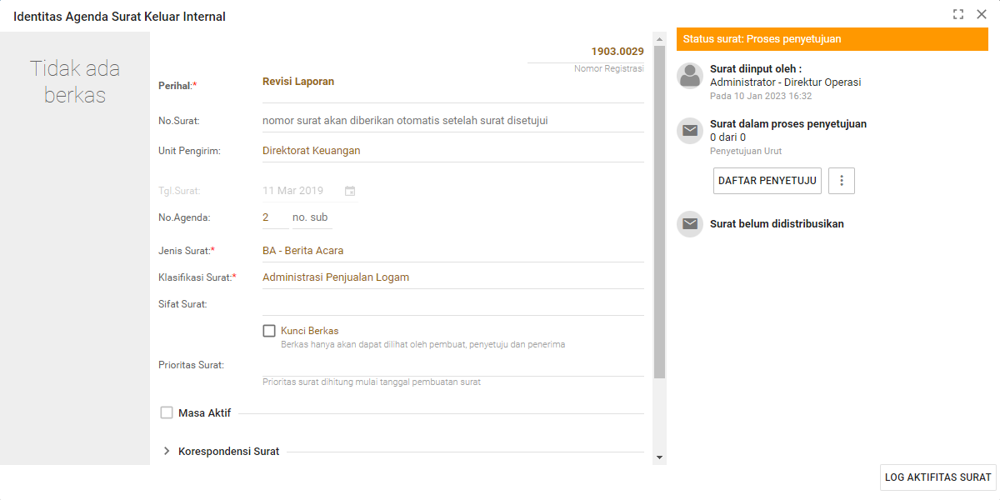 Identitas Agenda Surat Keluar Internal
Tidak ada
berkas
1903.0029
Nomor Registrasi
Perihal:*
Revisi Laporan
No.Surat:
nomor surat akan diberikan otomatis setelah surat disetujui
Unit Pengirim:
Direktorat Keuangan
Tgl.Surat:
11 Mar 2019
No.Agenda:
2
no. sub
Jenis Surat:*
BA - Berita Acara
Klasifikasi Surat:*
Administrasi Penjualan Logam
Sifat Surat:
Kunci Berkas
Berkas hanya akan dapat dilihat oleh pembuat, penyetuju dan penerima
Prioritas Surat:
Prioritas surat dihitung mulai tanggal pembuatan surat
Masa Aktif
Korespondensi Surat
Status surat: Proses penyetujuan
Surat diinput oleh :
Administrator - Direktur Operasi
Pada 10 Jan 2023 16:32
Surat dalam proses penyetujuan
0 dari 0
Penyetujuan Urut
DAFTAR PENYETUJU
Surat belum didistribusikan
LOG AKTIFITAS SURAT